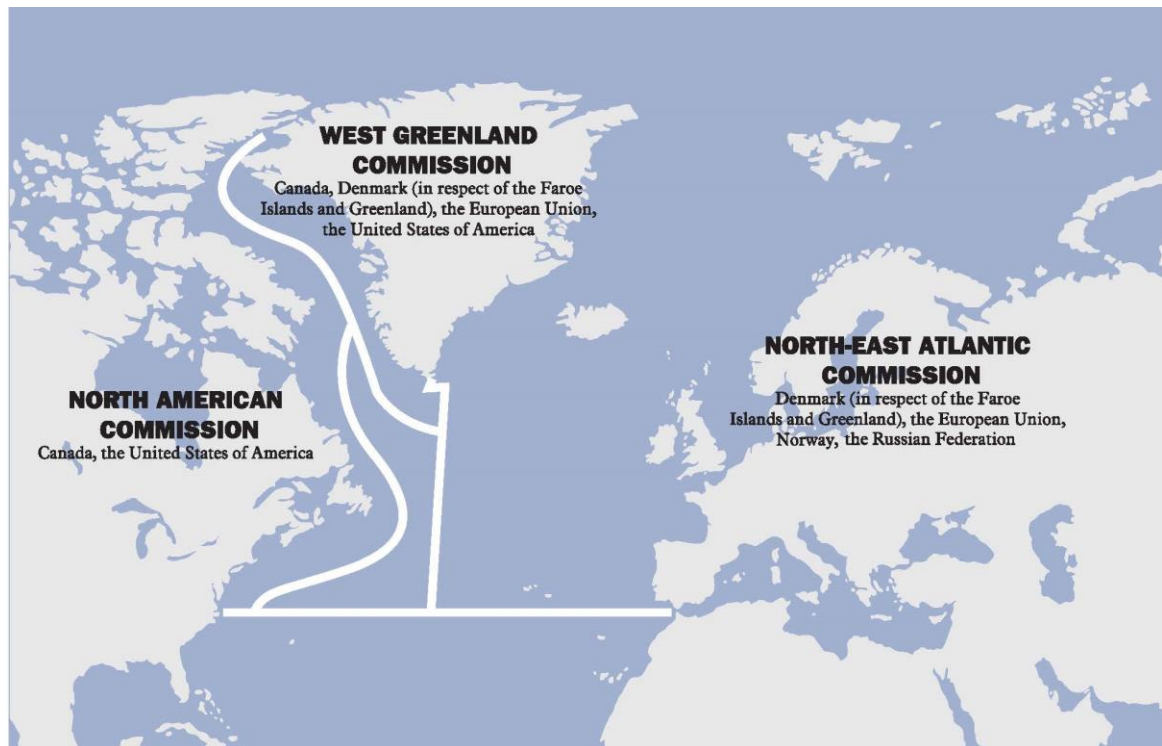 WEST GREENLAND
COMMISSION
Canada, Denmark (in respect of the Faroe
Islands and Greenland), the European Union,
the United States of America
NORTH AMERICAN
COMMISSION
Canada, the United States of America
NORTH-EAST ATLANTIC
COMMISSION
Denmark (in respect of the Faroe
Islands and Greenland), the European Union,
Norway, the Russian Federation